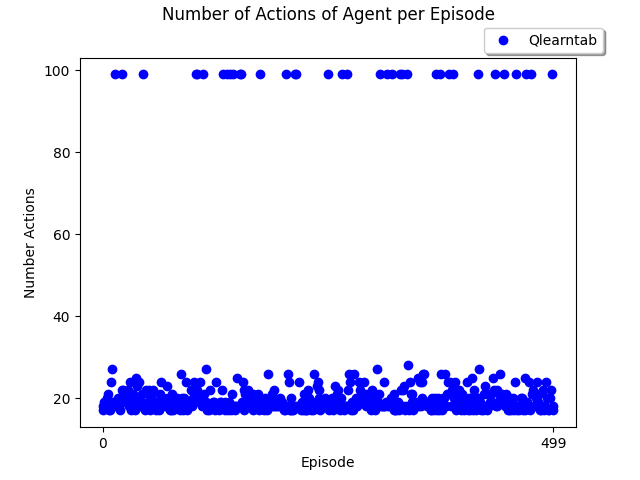 Number of Actions of Agent per Episode
Qlearntab
100
80
60
40
20
Number Actions
0
499
Episode